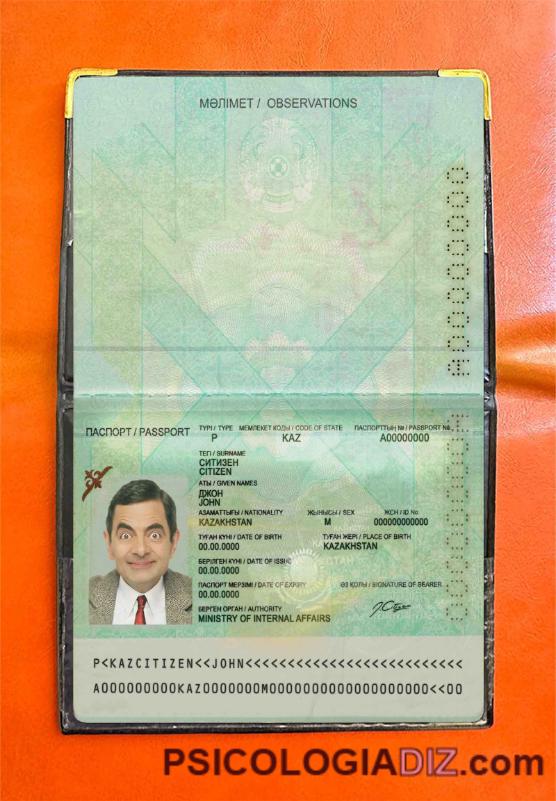 МӘЛІМЕТ / OBSERVATIONS
A00000000
ПАСПОРТ / PASSPORT
ТҮРІ / TYPE МЕМЛЕКЕТ КОДЫ / CODE OF STATE ПАСПОРТТЫҢ № / PASSPORT №
P KAZ A00000000
ТЕГІ / SURNAME
СИТИЗЕН
CITIZEN
АТЫ / GIVEN NAMES
ДЖОН
JOHN
АЗАМАТТЫҒЫ / NATIONALITY ЖЫНЫСЫ / SEX ЖСН / ID No
KAZAKHSTAN M 000000000000
ТУҒАН КҮНІ / DATE OF BIRTH ТУҒАН ЖЕРІ / PLACE OF BIRTH
00.00.0000 KAZAKHSTAN
БЕРІЛГЕН КҮНІ / DATE OF ISSUE
00.00.0000
ПАСПОРТ МЕРЗІМІ / DATE OF EXPIRY ӨЗ ҚОЛЫ / SIGNATURE OF BEARER
00.00.0000
БЕРГЕН ОРГАН / AUTHORITY
MINISTRY OF INTERNAL AFFAIRS
P<KAZCITIZEN<<JOHN<<<<<<<<<<<<<<<<<<<<<<<<<<
A000000000KAZ0000000M0000000000000000000<<00
PSICOLOGIADIZ.com